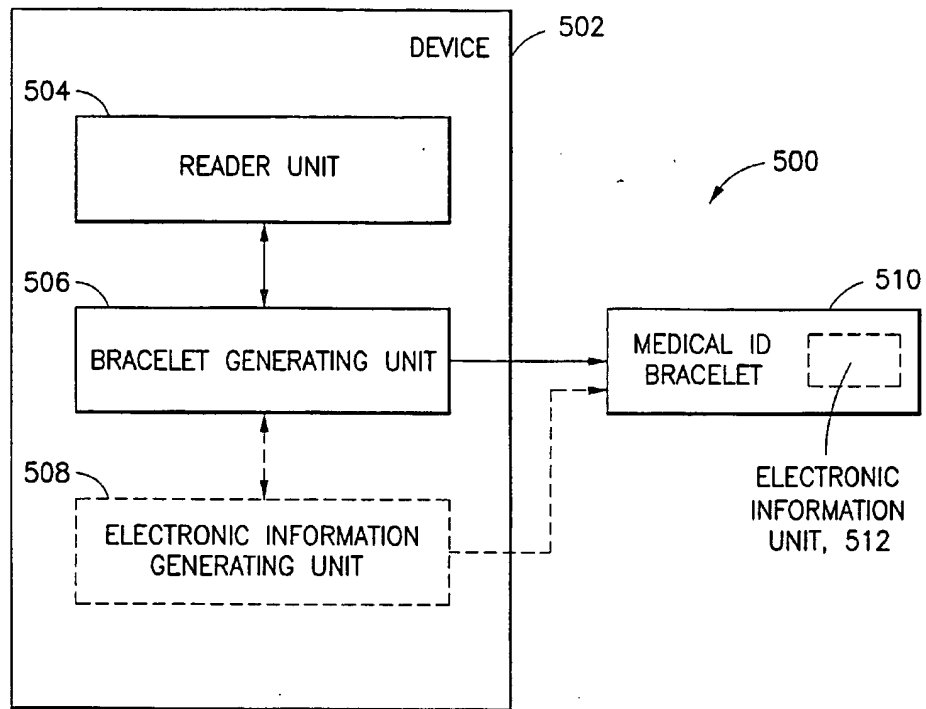 502
DEVICE
504
READER UNIT
500
506
510
BRACELET GENERATING UNIT
MEDICAL ID
BRACELET
508
ELECTRONIC INFORMATION
GENERATING UNIT
ELECTRONIC
INFORMATION
UNIT, 512